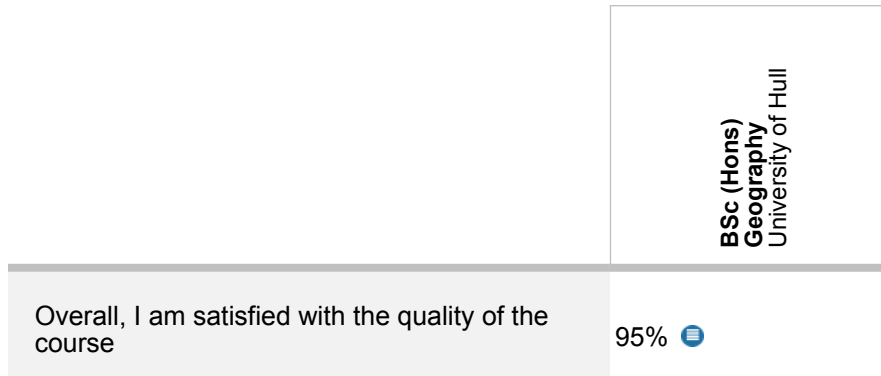 BSc (Hons)
Geography
University of Hull
Overall, I am satisfied with the quality of the
course
95%